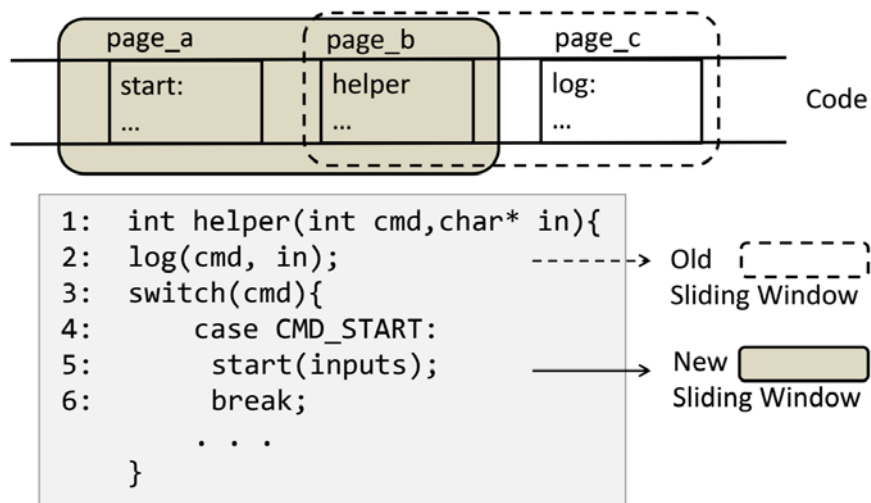 page_a page_b page_c
start: helper log:
... ... ...
Code
1: int helper(int cmd,char* in){
2: log(cmd, in);
3: switch(cmd){
4: case CMD_START:
5: start(inputs);
6: break;
. . .
}
Old
Sliding Window
New
Sliding Window